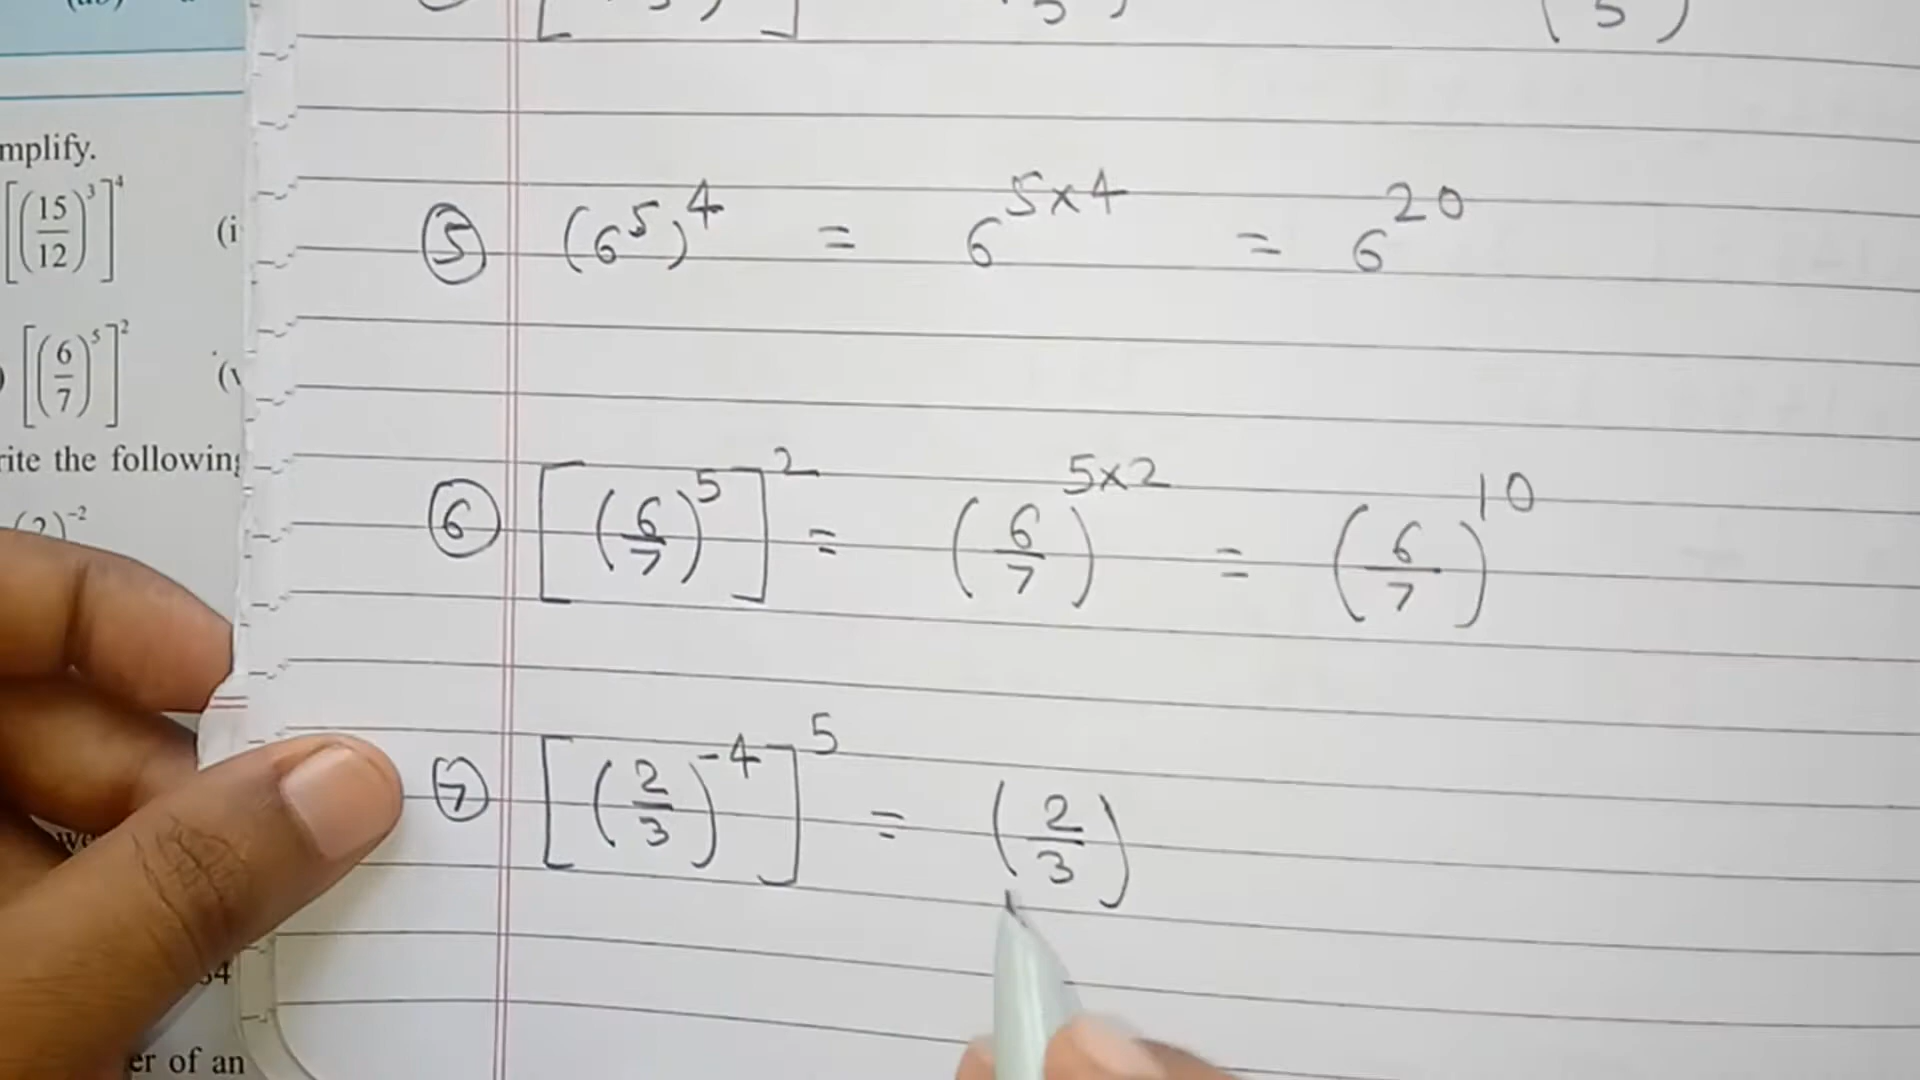 mplify.
[(15/12)^3]^4 (i
[(6/7)^5]^2 (v
rite the following
(2)^-2
er of an
⑤ (6^5)^4 = 6^5×4 = 6^20
⑥ [(6/7)^5]^2 = (6/7)^5×2 = (6/7)^10
⑦ [(2/3)^-4]^5 = (2/3)